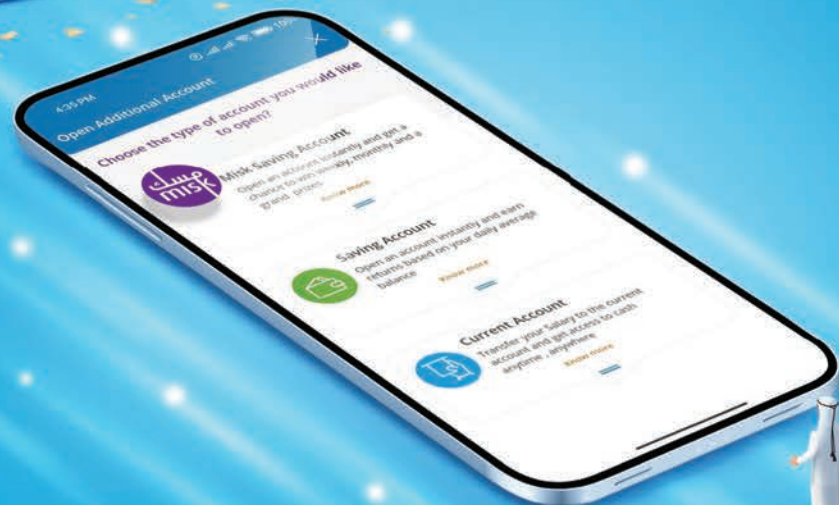 4:35 PM
Open Additional Account
Choose the type of account you would like
to open?
مسك
misk
Misk Saving Account
Open an account instantly and get a
chance to win weekly, monthly and a
grand prizes.
Know more
Saving Account
Open an account instantly and earn
returns based on your daily average
balance
Know more
Current Account
Transfer your Salary to the current
account and get access to cash
anytime , anywhere
Know more